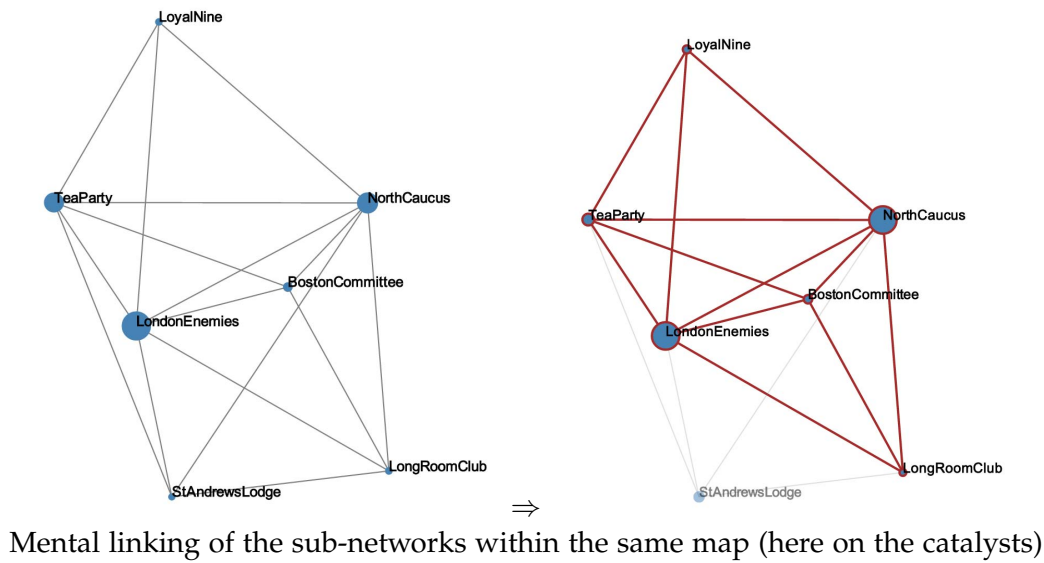 LoyalNine
LoyalNine
TeaParty
NorthCaucus
TeaParty
NorthCaucus
BostonCommittee
BostonCommittee
LondonEnemies
LondonEnemies
LongRoomClub
LongRoomClub
StAndrewsLodge
StAndrewsLodge
⇒
Mental linking of the sub-networks within the same map (here on the catalysts)